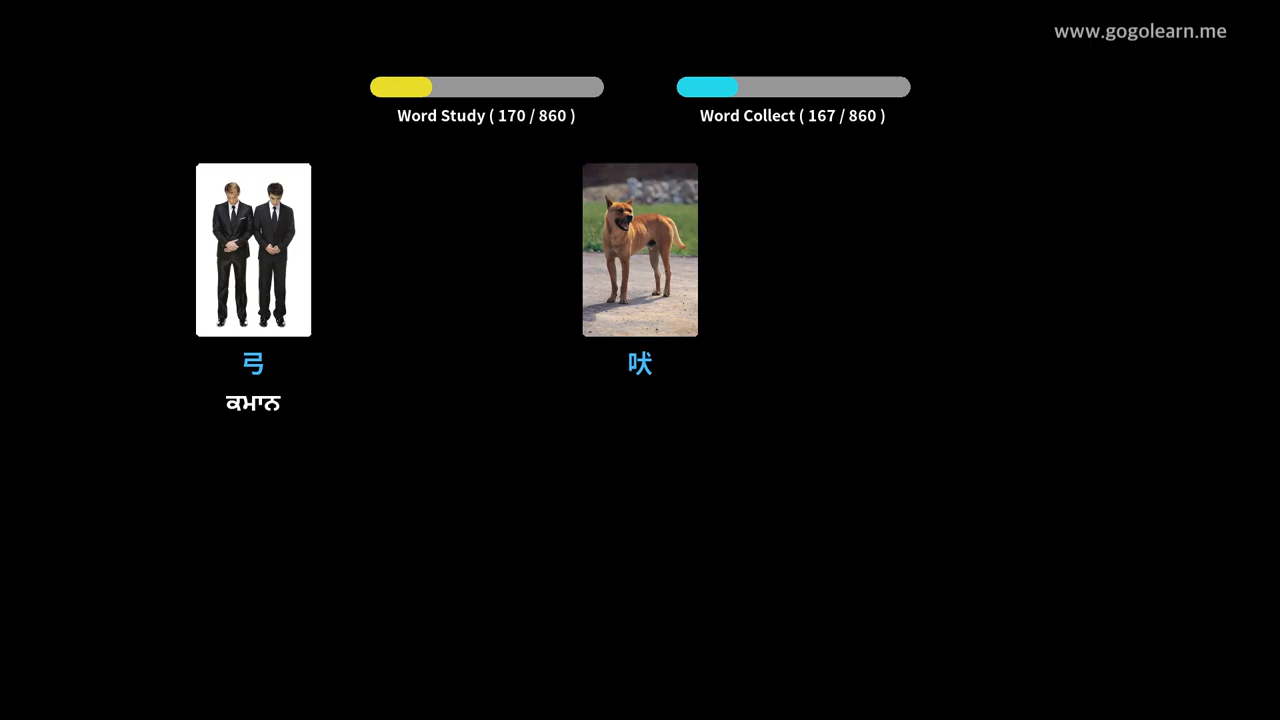 www.gogolearn.me
Word Study ( 170 / 860 )
Word Collect ( 167 / 860 )
弓
吠
ਕਮਾਨ